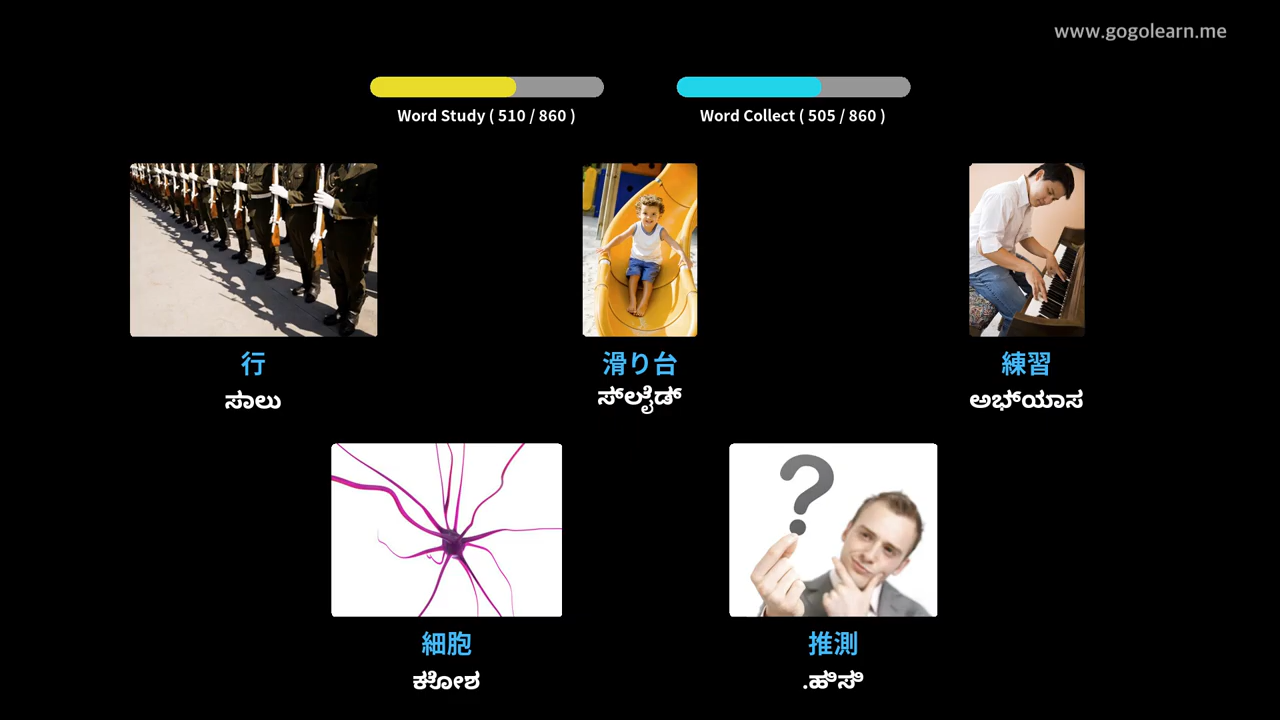 www.gogolearn.me
Word Study ( 510 / 860 )
Word Collect ( 505 / 860 )
行
ಸಾಲು
滑り台
ಸ್ಲೈಡ್
練習
ಅಭ್ಯಾಸ
細胞
ಕೋಶ
推測
.ಹಿಸಿ